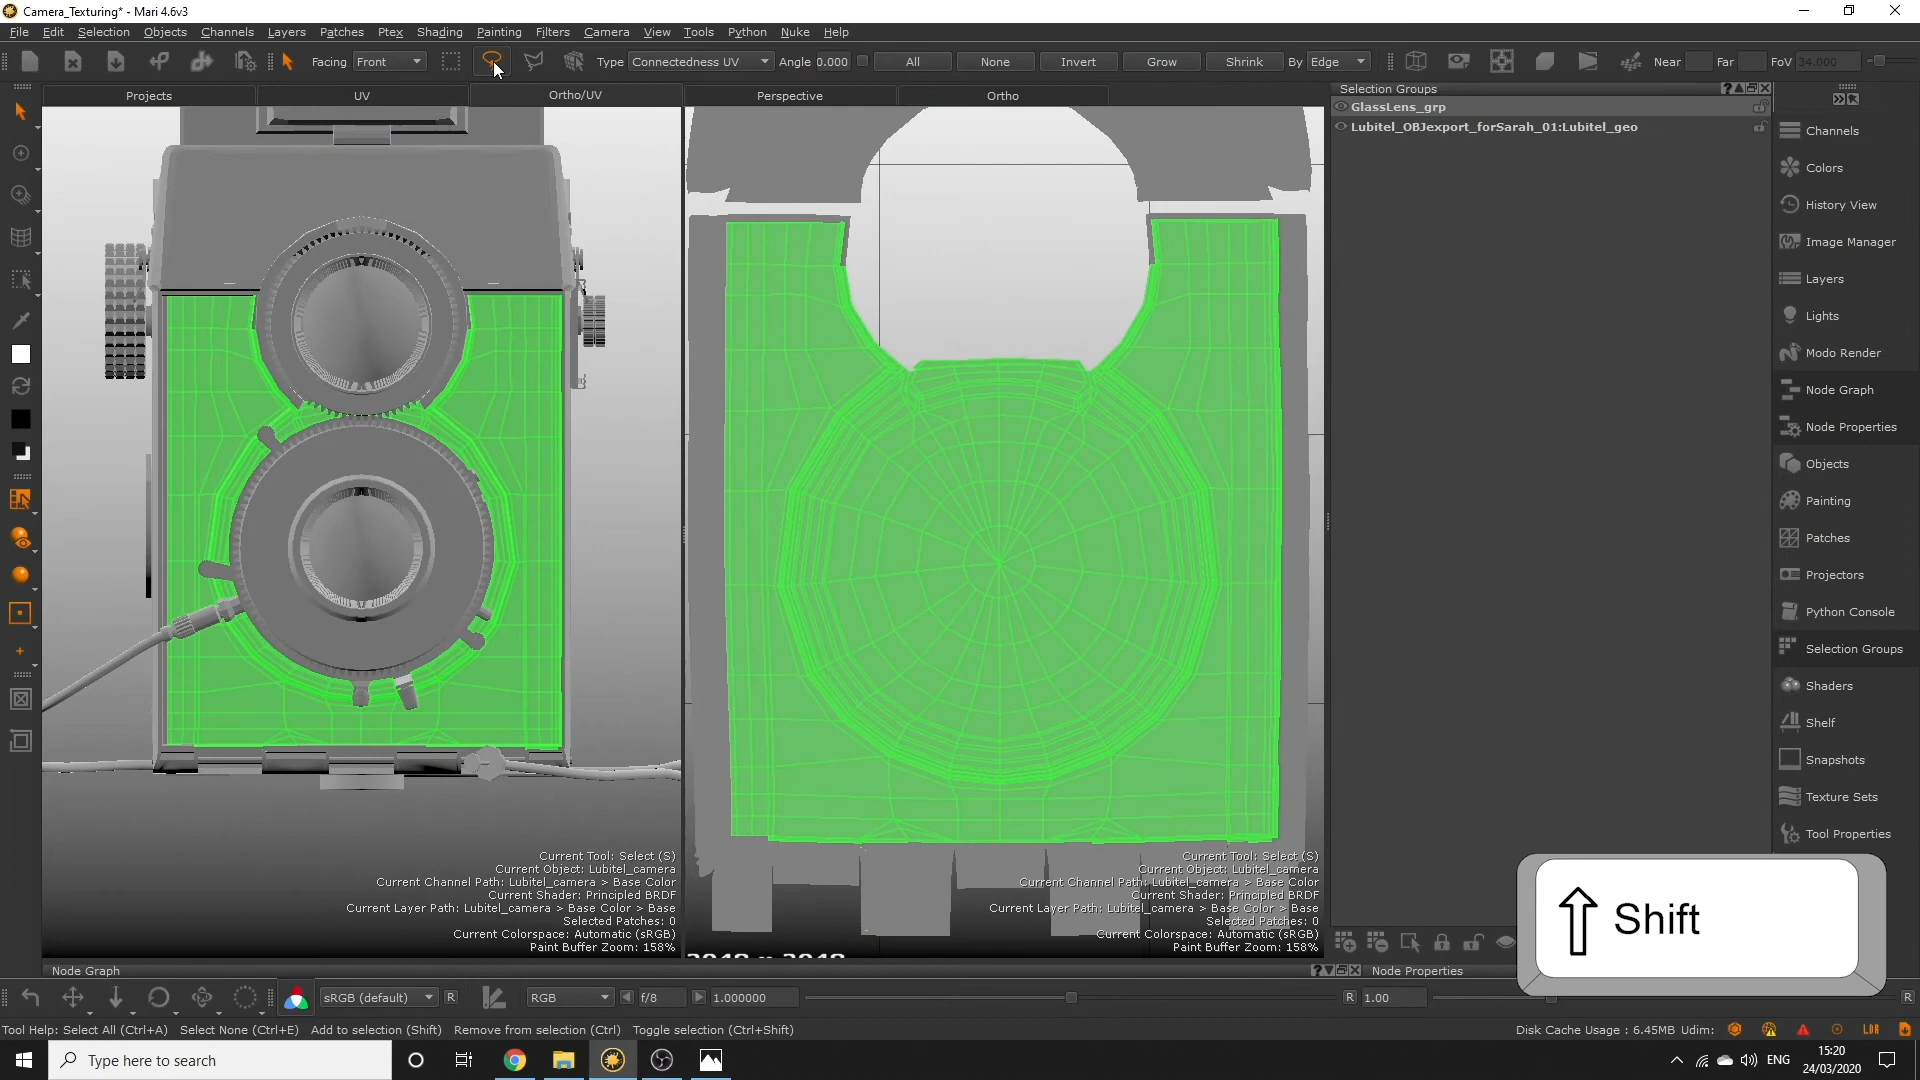 Camera_Texturing* - Mari 4.6v3
File Edit Selection Objects Channels Layers Patches Ptex Shading Painting Filters Camera View Tools Python Nuke Help
Facing Front Type Connectedness UV Angle 0.000 All None Invert Grow Shrink By Edge Near Far FoV 34.000
Projects UV Ortho/UV Perspective Ortho
Selection Groups
GlassLens_grp
Lubitel_OBJexport_forSarah_01:Lubitel_geo
Channels
Colors
History View
Image Manager
Layers
Lights
Modo Render
Node Graph
Node Properties
Objects
Painting
Patches
Projectors
Python Console
Selection Groups
Shaders
Shelf
Snapshots
Texture Sets
Tool Properties
Current Tool: Select (S)
Current Object: Lubitel_camera
Current Channel Path: Lubitel_camera > Base Color
Current Shader: Principled BRDF
Current Layer Path: Lubitel_camera > Base Color > Base
Selected Patches: 0
Current Colorspace: Automatic (sRGB)
Paint Buffer Zoom: 158%
Current Tool: Select (S)
Current Object: Lubitel_camera
Current Channel Path: Lubitel_camera > Base Color
Current Shader: Principled BRDF
Current Layer Path: Lubitel_camera > Base Color > Base
Selected Patches: 0
Current Colorspace: Automatic (sRGB)
Paint Buffer Zoom: 158%
Shift
Node Graph Node Properties
sRGB (default) R RGB f/8 1.000000 R 1.00 R
Tool Help: Select All (Ctrl+A) Select None (Ctrl+E) Add to selection (Shift) Remove from selection (Ctrl) Toggle selection (Ctrl+Shift) Disk Cache Usage : 6.45MB Udim: LDR
Type here to search
ENG
15:20
24/03/2020